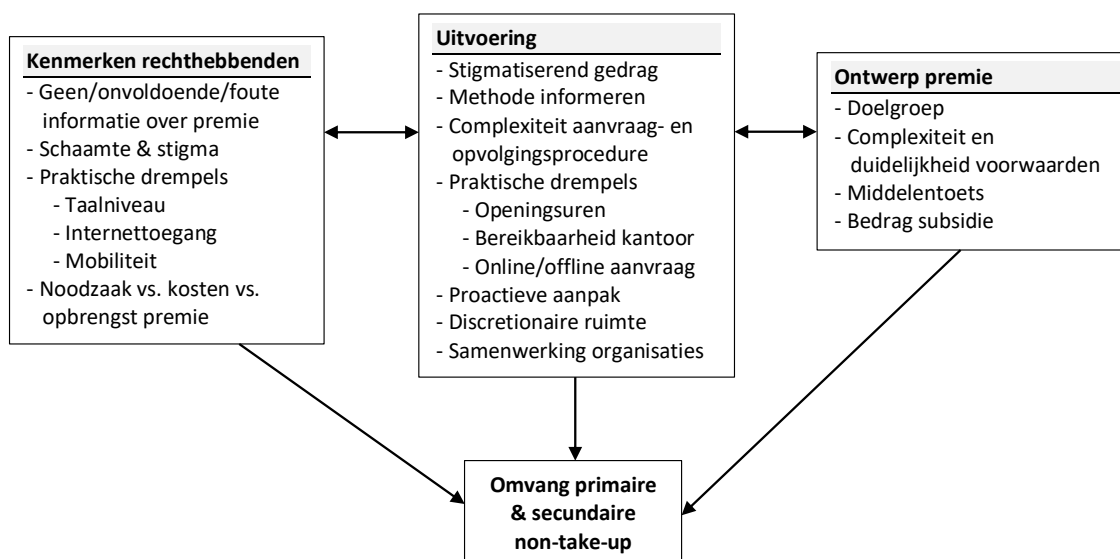 Kenmerken rechthebbenden
- Geen/onvoldoende/foute
informatie over premie
- Schaamte & stigma
- Praktische drempels
- Taalniveau
- Internettoegang
- Mobiliteit
- Noodzaak vs. kosten vs.
opbrengst premie
Uitvoering
- Stigmatiserend gedrag
- Methode informeren
- Complexiteit aanvraag- en
opvolgingsprocedure
- Praktische drempels
- Openingsuren
- Bereikbaarheid kantoor
- Online/offline aanvraag
- Proactieve aanpak
- Discretionaire ruimte
- Samenwerking organisaties
Ontwerp premie
- Doelgroep
- Complexiteit en
duidelijkheid voorwaarden
- Middelentoets
- Bedrag subsidie
Omvang primaire
& secundaire
non-take-up